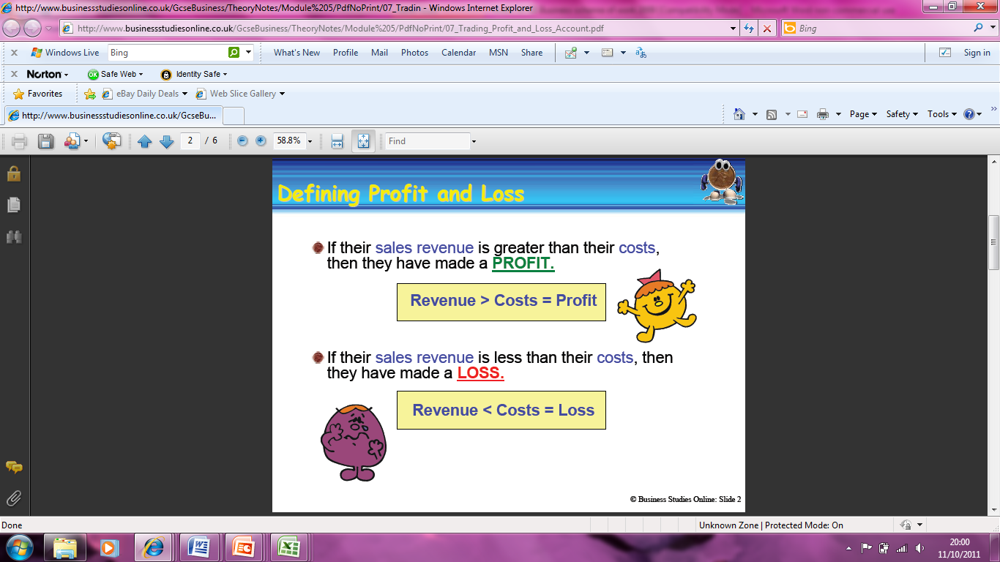 http://www.businessstudiesonline.co.uk/GcseBusiness/TheoryNotes/Module%205/PdfNoPrint/07_Tradin - Windows Internet Explorer
http://www.businessstudiesonline.co.uk/GcseBusiness/TheoryNotes/Module%205/PdfNoPrint/07_Trading_Profit_and_Loss_Account.pdf
Bing
Windows Live
Bing
What's New Profile Mail Photos Calendar MSN Share
Sign in
Norton
OK Safe Web
Identity Safe
Favorites
eBay Daily Deals
Web Slice Gallery
http://www.businessstudiesonline.co.uk/GcseBu...
Page Safety Tools
2 / 6
58.8%
Find
Defining Profit and Loss
If their sales revenue is greater than their costs,
then they have made a PROFIT.
Revenue > Costs = Profit
If their sales revenue is less than their costs, then
they have made a LOSS.
Revenue < Costs = Loss
© Business Studies Online: Slide 2
Done
Unknown Zone | Protected Mode: On
20:00
11/10/2011